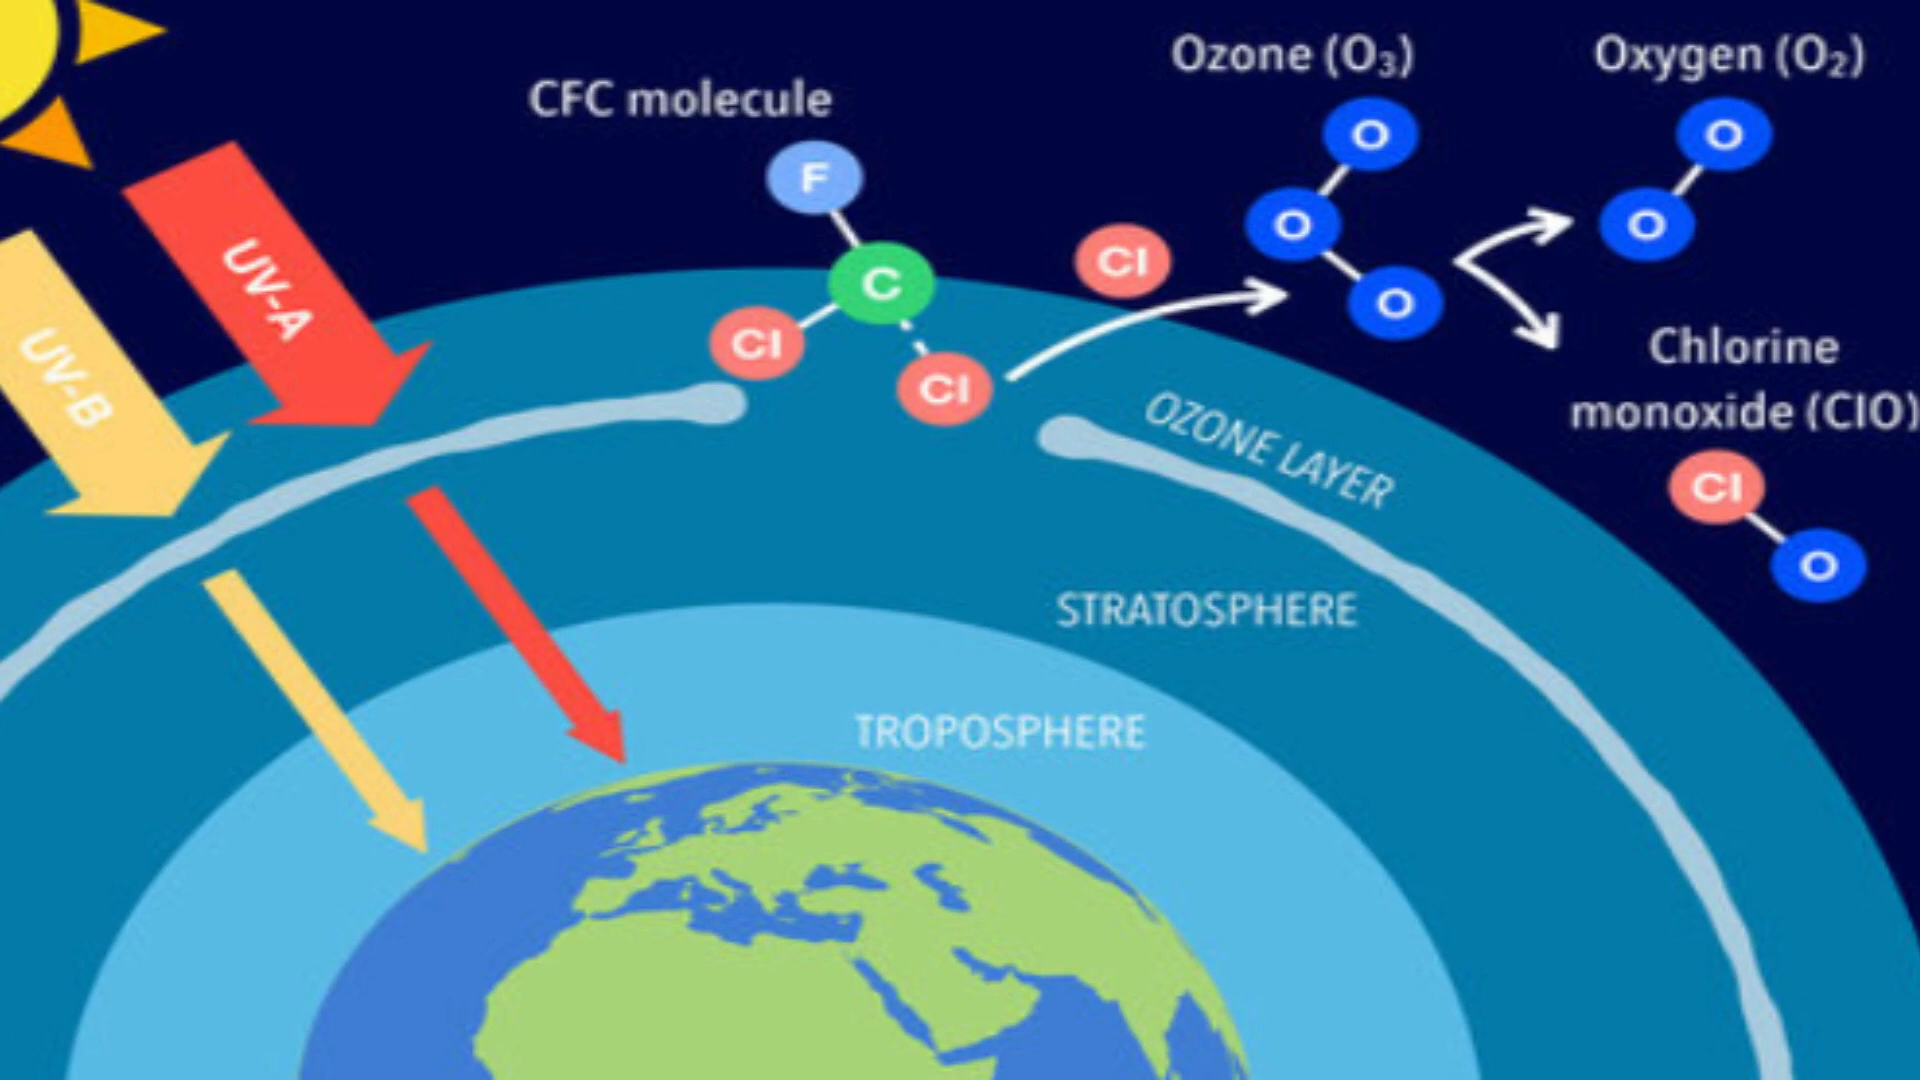 Ozone (O₃)
Oxygen (O₂)
CFC molecule
O
O
F
O
O
UV-A
Cl
C
O
UV-B
Cl
Cl
Chlorine
monoxide (ClO)
OZONE LAYER
Cl
O
STRATOSPHERE
TROPOSPHERE